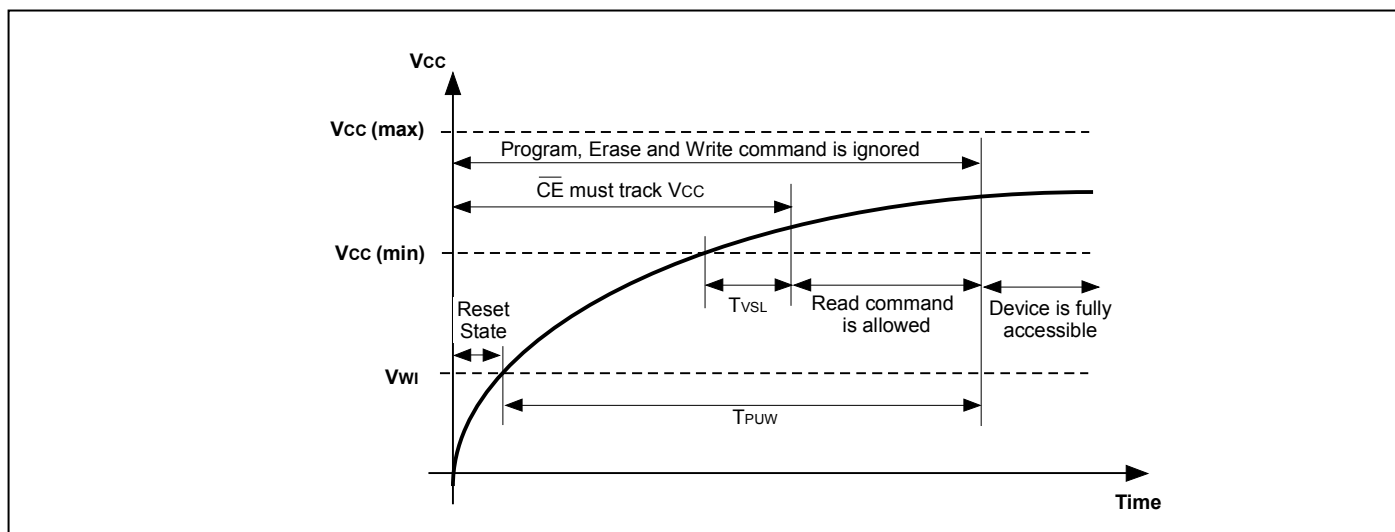 Vcc
Vcc (max)
Program, Erase and Write command is ignored
C̅E̅ must track Vcc
Vcc (min)
TVSL
Read command
is allowed
Device is fully
accessible
Reset
State
VWI
TPUW
Time